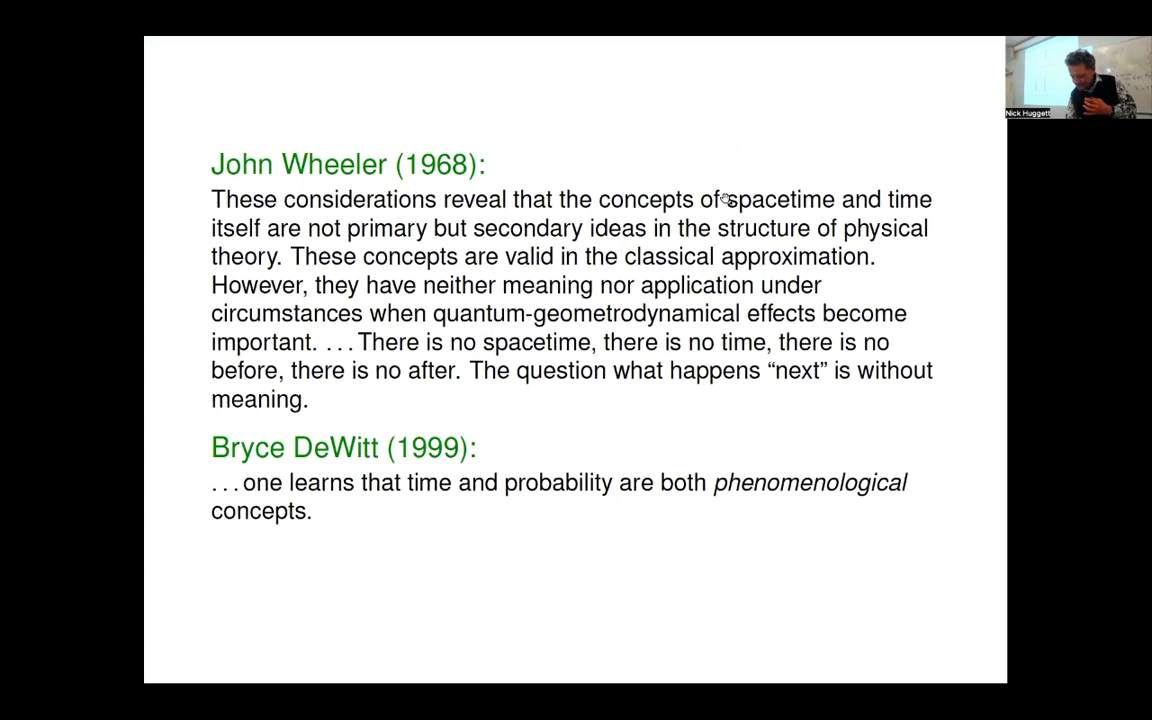 John Wheeler (1968):
These considerations reveal that the concepts of spacetime and time
itself are not primary but secondary ideas in the structure of physical
theory. These concepts are valid in the classical approximation.
However, they have neither meaning nor application under
circumstances when quantum-geometrodynamical effects become
important. ...There is no spacetime, there is no time, there is no
before, there is no after. The question what happens “next” is without
meaning.
Bryce DeWitt (1999):
...one learns that time and probability are both phenomenological
concepts.
Nick Huggett